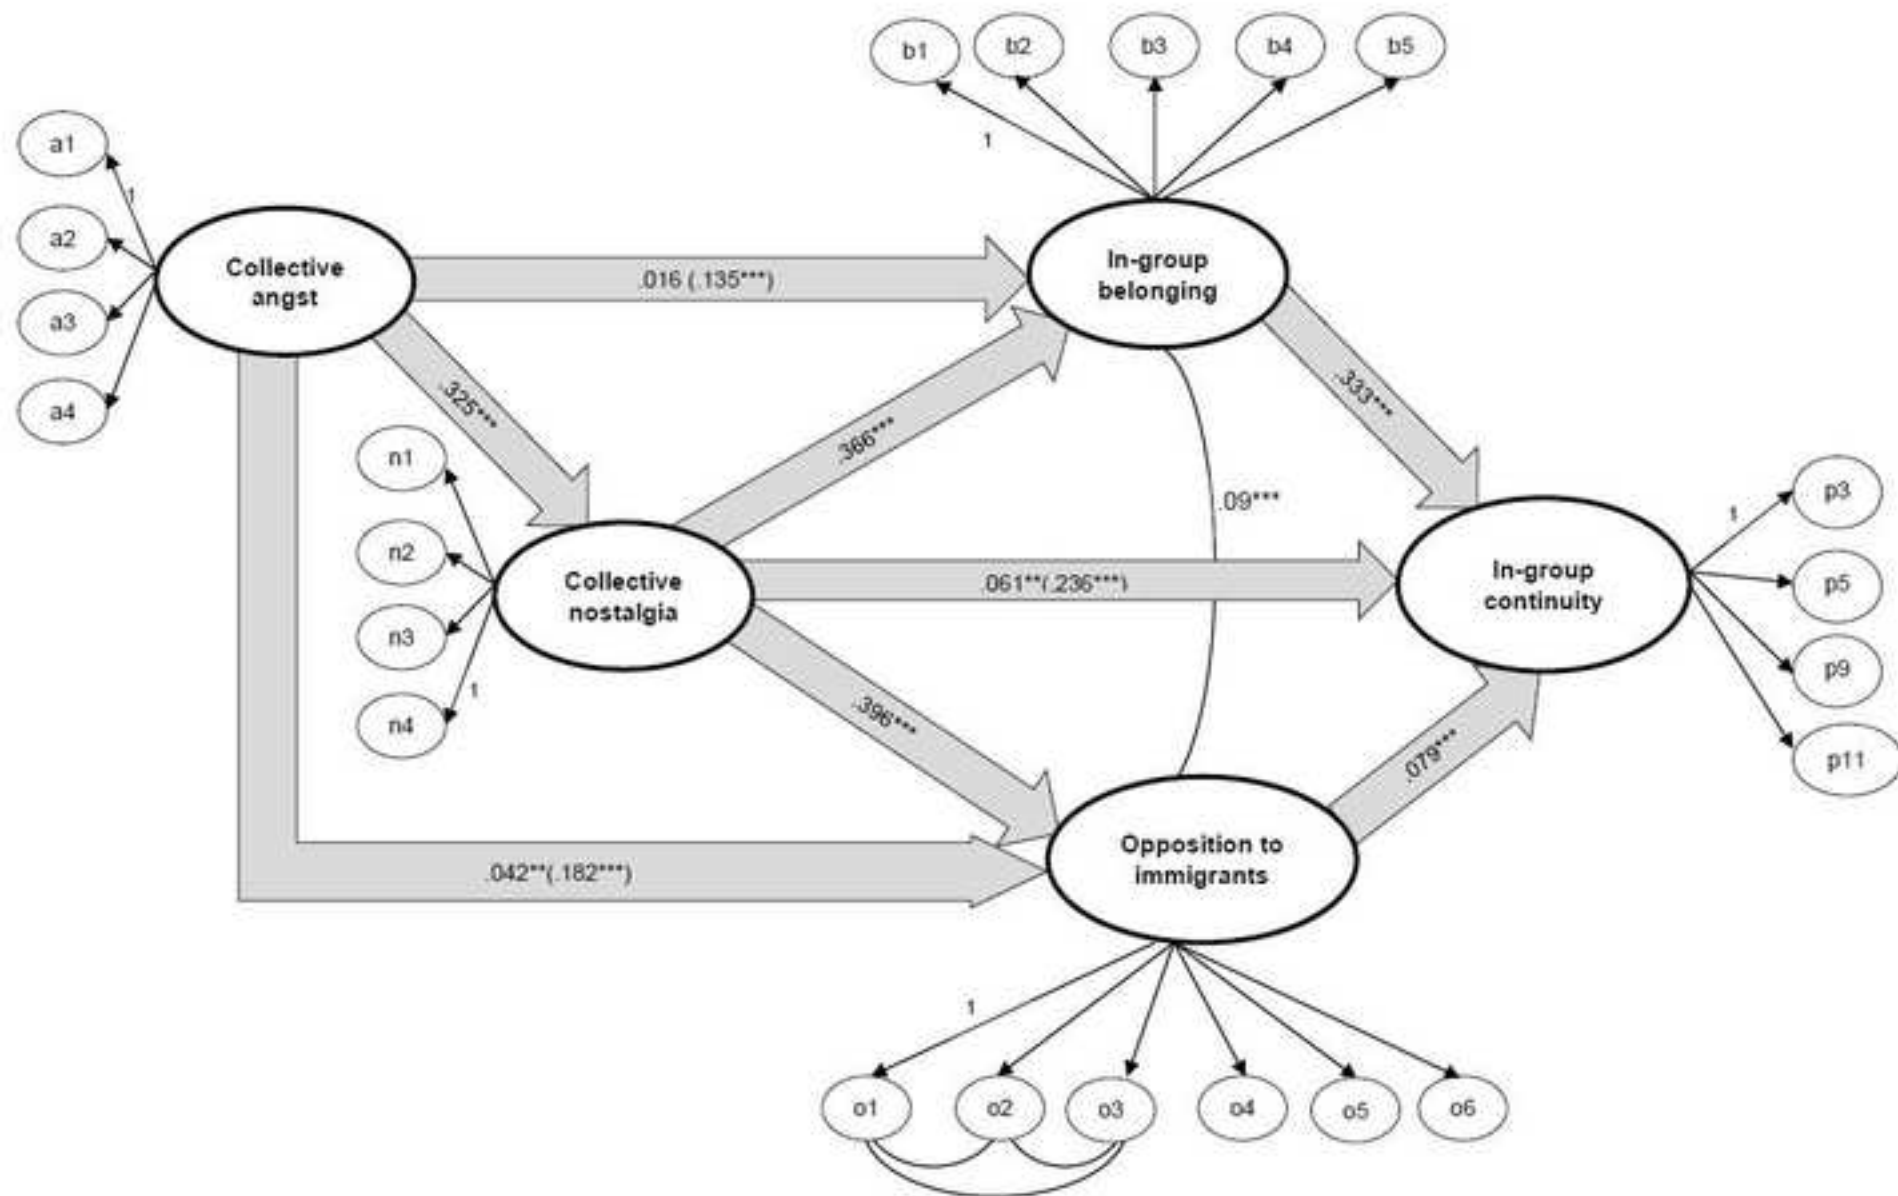 b1
b2
b3
b4
b5
1
a1
1
a2
a3
a4
Collective
angst
.016 (.135***)
In-group
belonging
.325***
.366***
.333***
n1
n2
n3
n4
1
.09***
Collective
nostalgia
.061**(.236***)
In-group
continuity
1
p3
p5
p9
p11
.396***
.079***
.042**(.182***)
Opposition to
immigrants
1
o1
o2
o3
o4
o5
o6